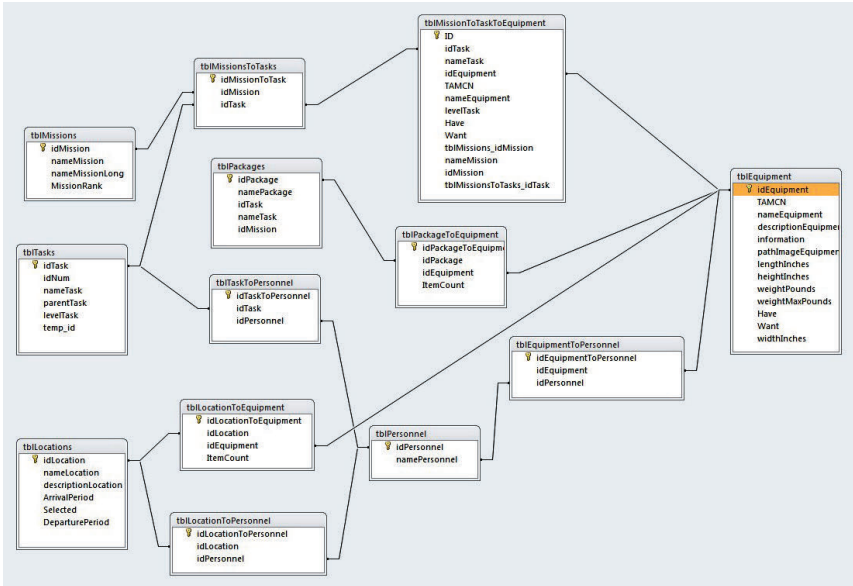 tblMissionToTaskToEquipment
ID
idTask
nameTask
idEquipment
TAMCN
nameEquipment
levelTask
Have
Want
tblMissions_idMission
nameMission
idMission
tblMissionsToTasks_idTask
tblMissionsToTasks
idMissionToTask
idMission
idTask
tblMissions
idMission
nameMission
nameMissionLong
MissionRank
tblPackages
idPackage
namePackage
idTask
nameTask
idMission
tblEquipment
idEquipment
TAMCN
nameEquipment
descriptionEquipmen
information
pathImageEquipmen
lengthInches
heightInches
weightPounds
weightMaxPounds
Have
Want
widthInches
tblPackageToEquipment
idPackageToEquipme
idPackage
idEquipment
ItemCount
tblTasks
idTask
idNum
nameTask
parentTask
levelTask
temp_id
tblTaskToPersonnel
idTaskToPersonnel
idTask
idPersonnel
tblEquipmentToPersonnel
idEquipmentToPersonnel
idEquipment
idPersonnel
tblLocationToEquipment
idLocationToEquipment
idLocation
idEquipment
ItemCount
tblPersonnel
idPersonnel
namePersonnel
tblLocations
idLocation
nameLocation
descriptionLocation
ArrivalPeriod
Selected
DeparturePeriod
tblLocationToPersonnel
idLocationToPersonnel
idLocation
idPersonnel